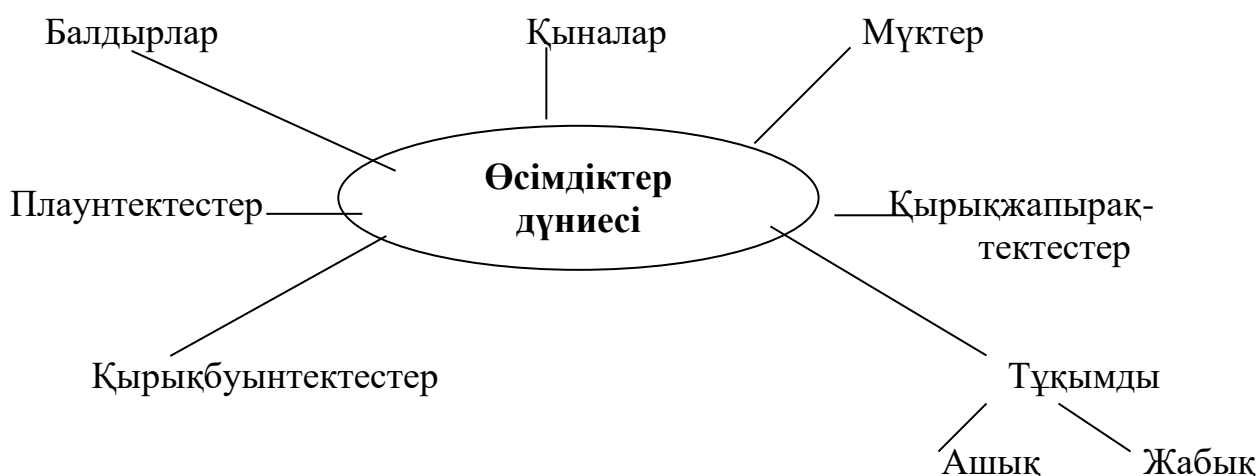 Балдырлар Қыналар Мүктер
Өсімдіктер
дүниесі
Плаунтектестер
Қырықжапырақ-
тектестер
Қырықбуынтектестер
Тұқымды
Ашық Жабық